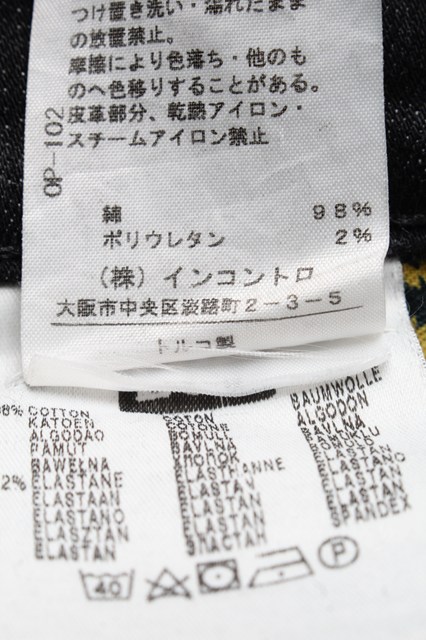 つけ置き洗い・濡れたまま
の放置禁止。
摩擦により色落ち・他のも
のへ色移りすることがある。
皮革部分、乾熱アイロン・
スチームアイロン禁止
OP-102
綿 98%
ポリウレタン 2%
(株)インコントロ
大阪市中央区淡路町2-3-5
トルコ製
98% COTTON COTON BAUMWOLLE
KATOEN COTONE ALGODON
ALGODAO BOMULL BAVLNA
PAMUT BAVLNA
BAWELNA
2% ELASTANE ELASTHANNE
ELASTAAN ELASTAN
ELASTANO ELASTAN ELASTAN
ELASZTAN ELASTAN ELASTAN
ELASTAN SPANDEX
40 P